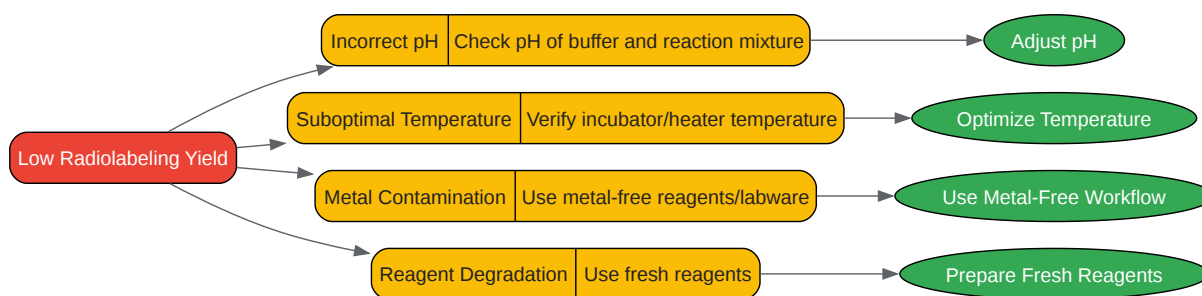 Low Radiolabeling Yield
Incorrect pH
Check pH of buffer and reaction mixture
Adjust pH
Suboptimal Temperature
Verify incubator/heater temperature
Optimize Temperature
Metal Contamination
Use metal-free reagents/labware
Use Metal-Free Workflow
Reagent Degradation
Use fresh reagents
Prepare Fresh Reagents